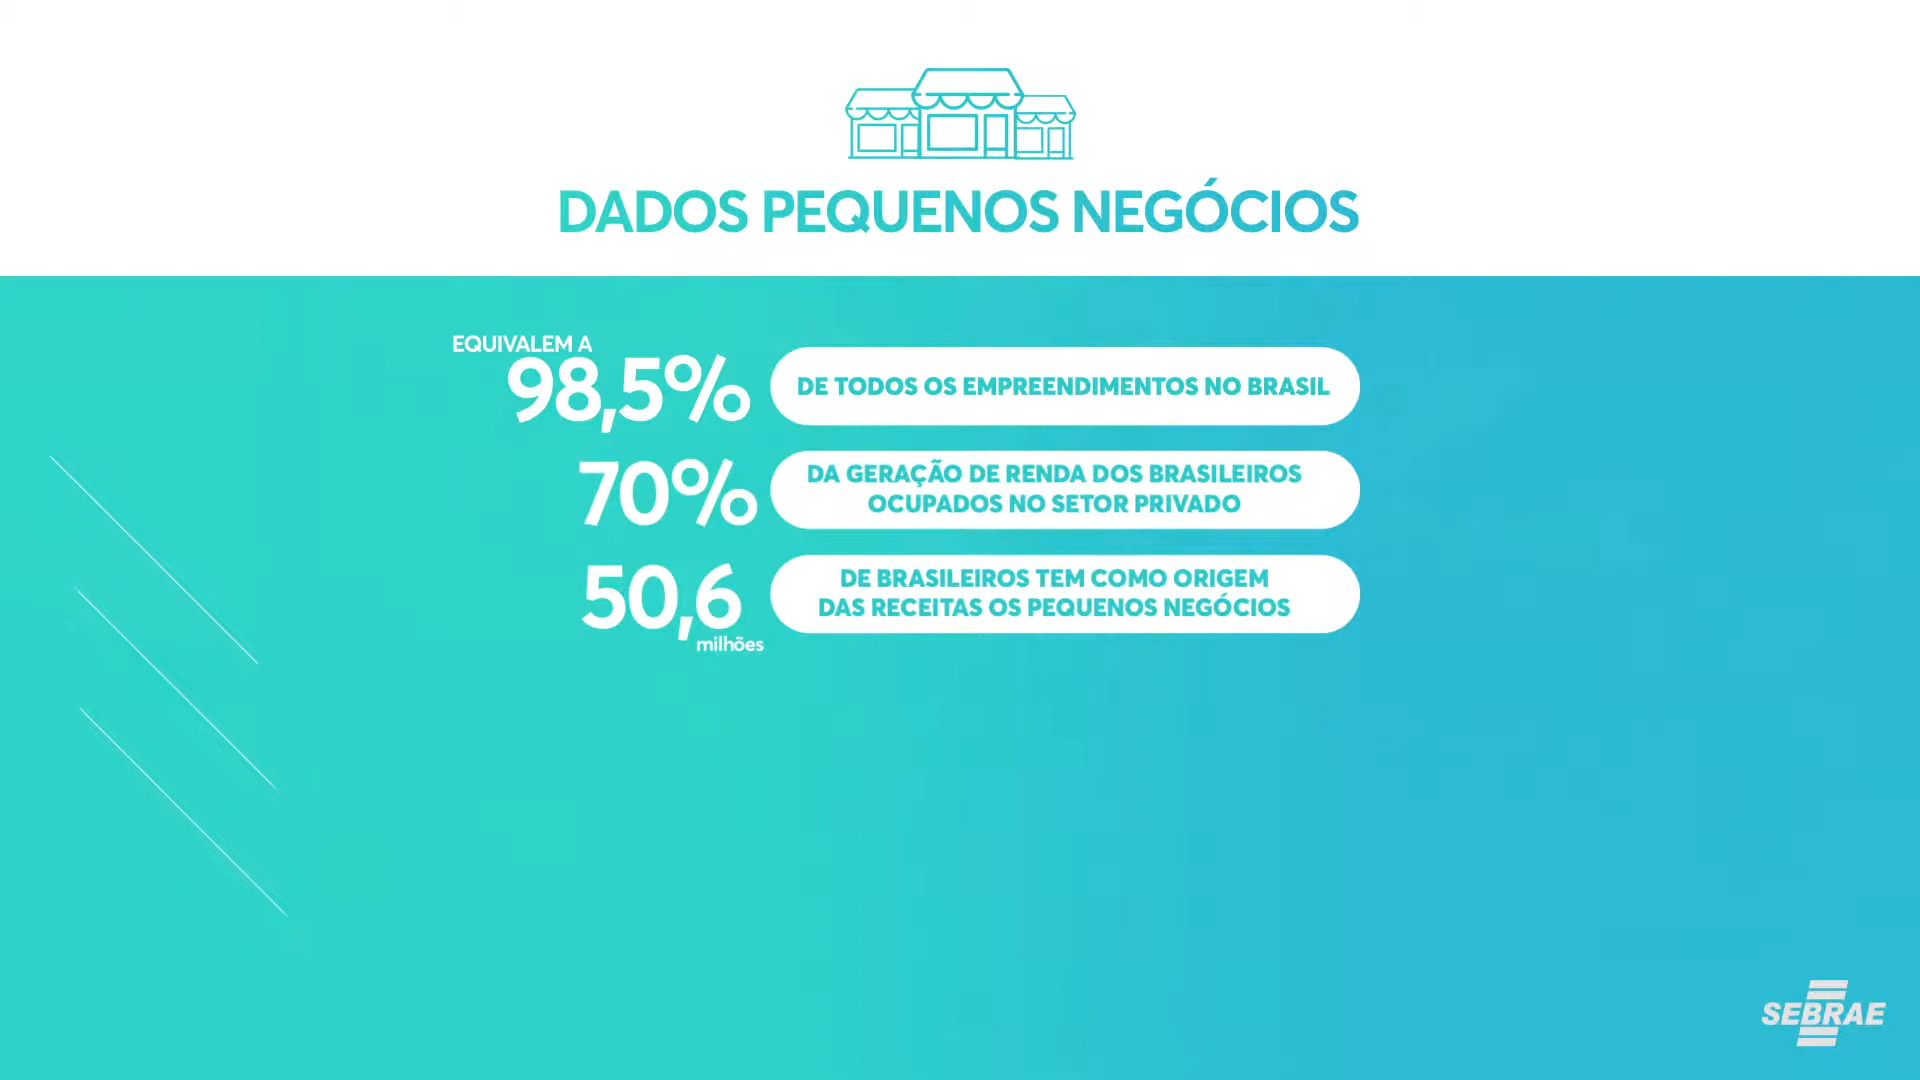 DADOS PEQUENOS NEGÓCIOS
EQUIVALEM A
98,5%
DE TODOS OS EMPREENDIMENTOS NO BRASIL
70%
DA GERAÇÃO DE RENDA DOS BRASILEIROS
OCUPADOS NO SETOR PRIVADO
50,6
milhões
DE BRASILEIROS TEM COMO ORIGEM
DAS RECEITAS OS PEQUENOS NEGÓCIOS
SEBRAE